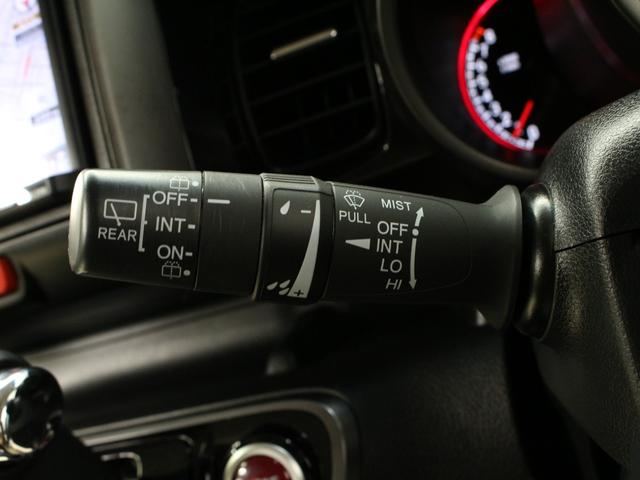 OFF
INT
ON
REAR
PULL
MIST
OFF
INT
LO
HI